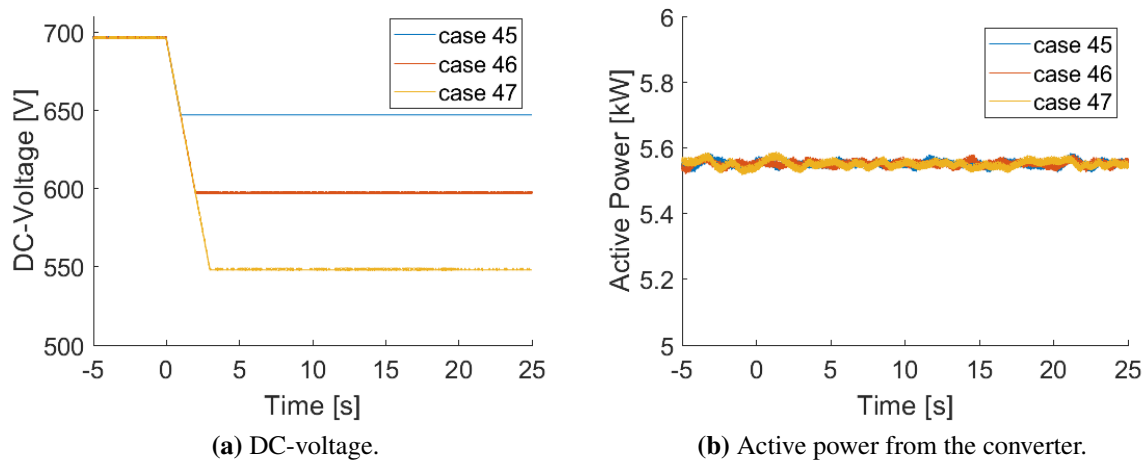 700
650
600
550
500
DC-Voltage [V]
case 45
case 46
case 47
-5 0 5 10 15 20 25
Time [s]
(a) DC-voltage.
6
5.8
5.6
5.4
5.2
5
Active Power [kW]
case 45
case 46
case 47
-5 0 5 10 15 20 25
Time [s]
(b) Active power from the converter.